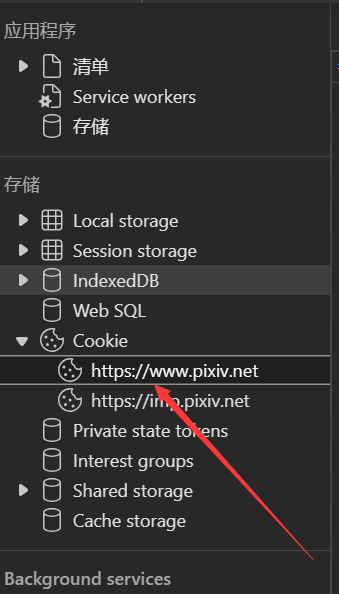 应用程序
清单
Service workers
存储
存储
Local storage
Session storage
IndexedDB
Web SQL
Cookie
https://www.pixiv.net
https://imp.pixiv.net
Private state tokens
Interest groups
Shared storage
Cache storage
Background services